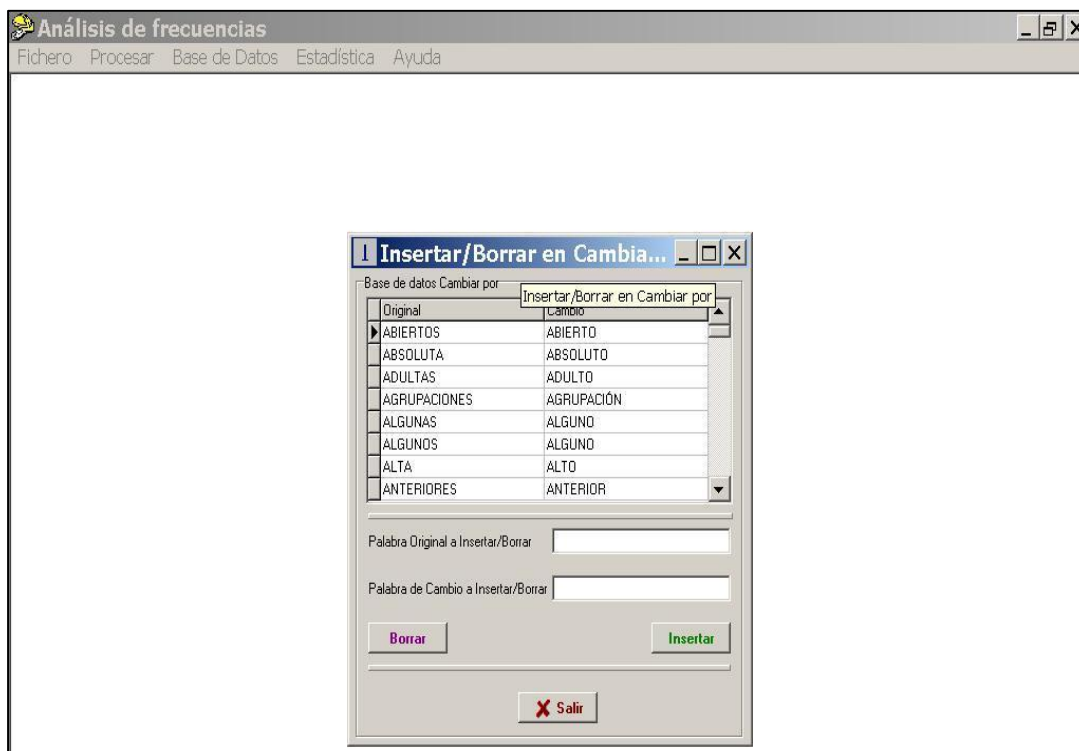 Análisis de frecuencias
Fichero Procesar Base de Datos Estadística Ayuda
Insertar/Borrar en Cambia...
Base de datos Cambiar por
Insertar/Borrar en Cambiar por
Original Cambio
ABIERTOS ABIERTO
ABSOLUTA ABSOLUTO
ADULTAS ADULTO
AGRUPACIONES AGRUPACIÓN
ALGUNAS ALGUNO
ALGUNOS ALGUNO
ALTA ALTO
ANTERIORES ANTERIOR
Palabra Original a Insertar/Borrar
Palabra de Cambio a Insertar/Borrar
Borrar Insertar
Salir